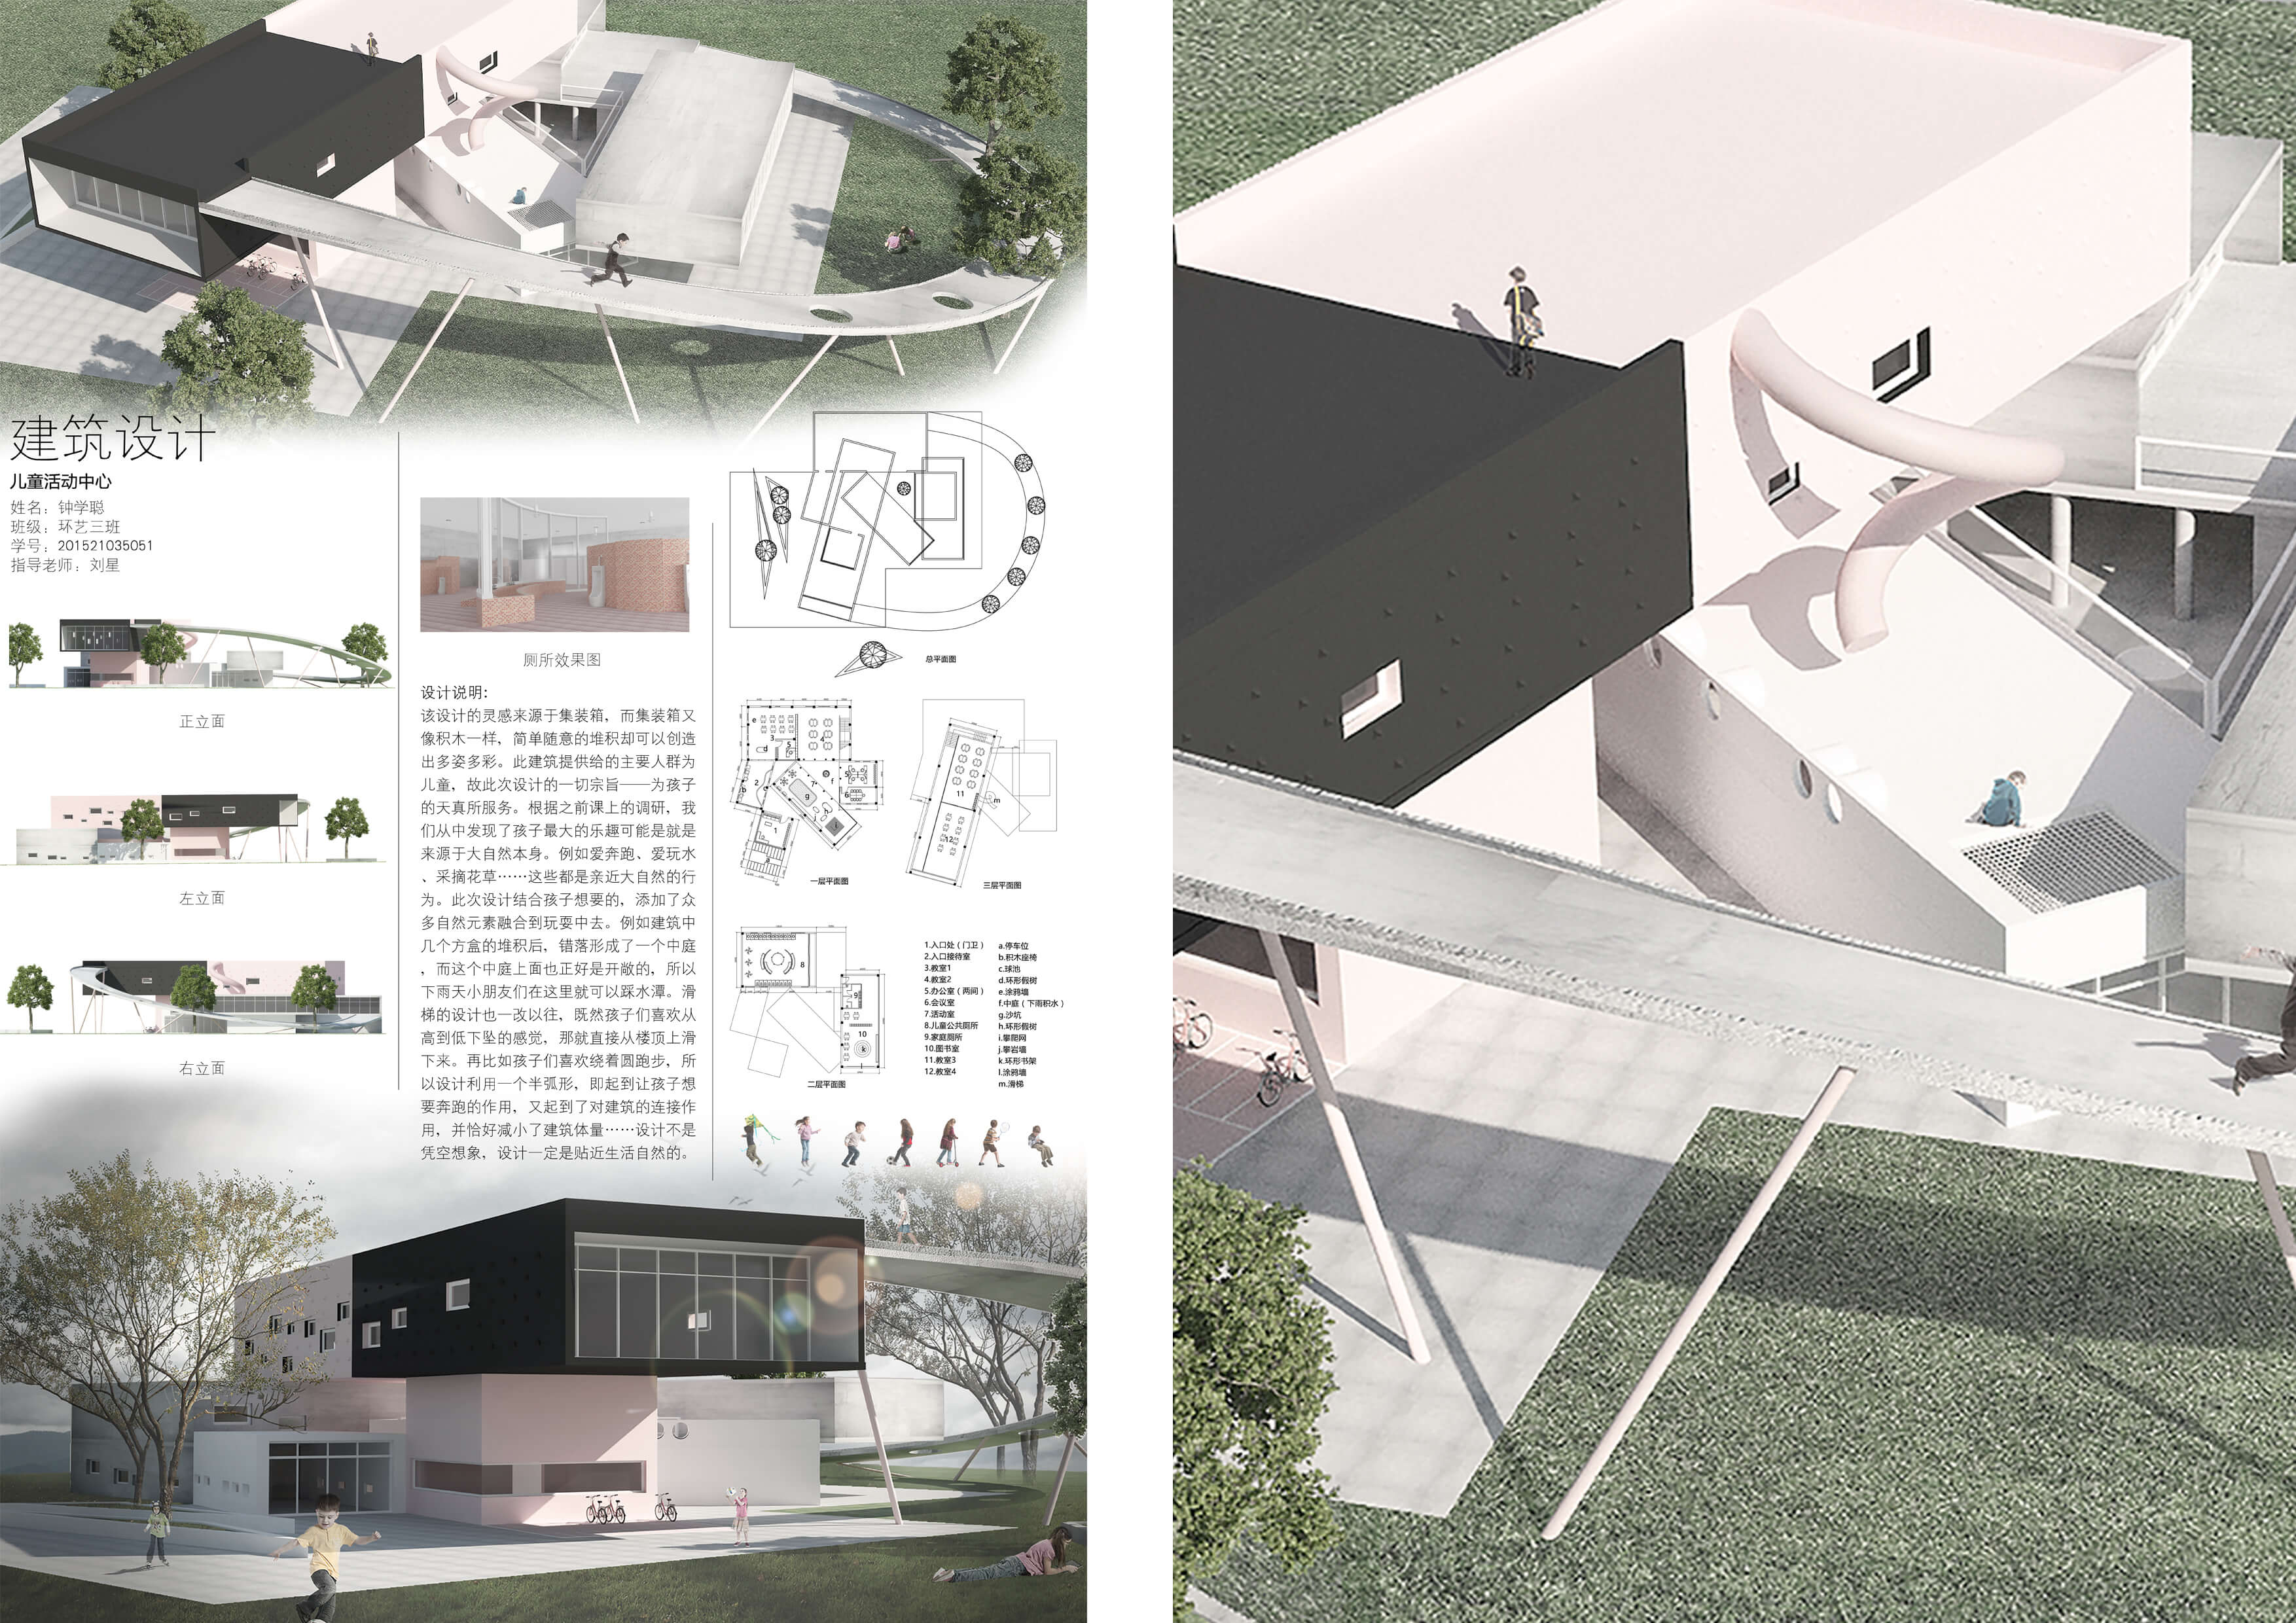 建筑设计
儿童活动中心
姓名：钟学聪
班级：环艺三班
学号：201521035051
指导老师：刘星
正立面
左立面
右立面
厕所效果图
设计说明：
该设计的灵感来源于集装箱，而集装箱又
像积木一样，简单随意的堆积却可以创造
出多姿多彩。此建筑提供给的主要人群为
儿童，故此次设计的一切宗旨——为孩子
的天真所服务。根据之前课上的调研，我
们从中发现了孩子最大的乐趣可能是就是
来源于大自然本身。例如爱奔跑、爱玩水
、采摘花草……这些都是亲近大自然的行
为。此次设计结合孩子想要的，添加了众
多自然元素融合到玩耍中去。例如建筑中
几个方盒的堆积后，错落形成了一个中庭
，而这个中庭上面也正好是开敞的，所以
下雨天小朋友们在这里就可以踩水潭。滑
梯的设计也一改以往，既然孩子们喜欢从
高到低下坠的感觉，那就直接从楼顶上滑
下来。再比如孩子们喜欢绕着圆跑步，所
以设计利用一个半弧形，即起到让孩子想
要奔跑的作用，又起到了对建筑的连接作
用，并恰好减小了建筑体量……设计不是
凭空想象，设计一定是贴近生活自然的。
总平面图
一层平面图
三层平面图
二层平面图
1.入口处（门卫）
2.入口接待室
3.教室1
4.教室2
5.办公室（两间）
6.会议室
7.活动室
8.儿童公共厕所
9.家庭厕所
10.图书室
11.教室3
12.教室4
a.停车位
b.积木座椅
c.球池
d.环形假树
e.涂鸦墙
f.中庭（下雨积水）
g.沙坑
h.环形假树
i.攀爬网
j.攀岩墙
k.环形书架
l.涂鸦墙
m.滑梯